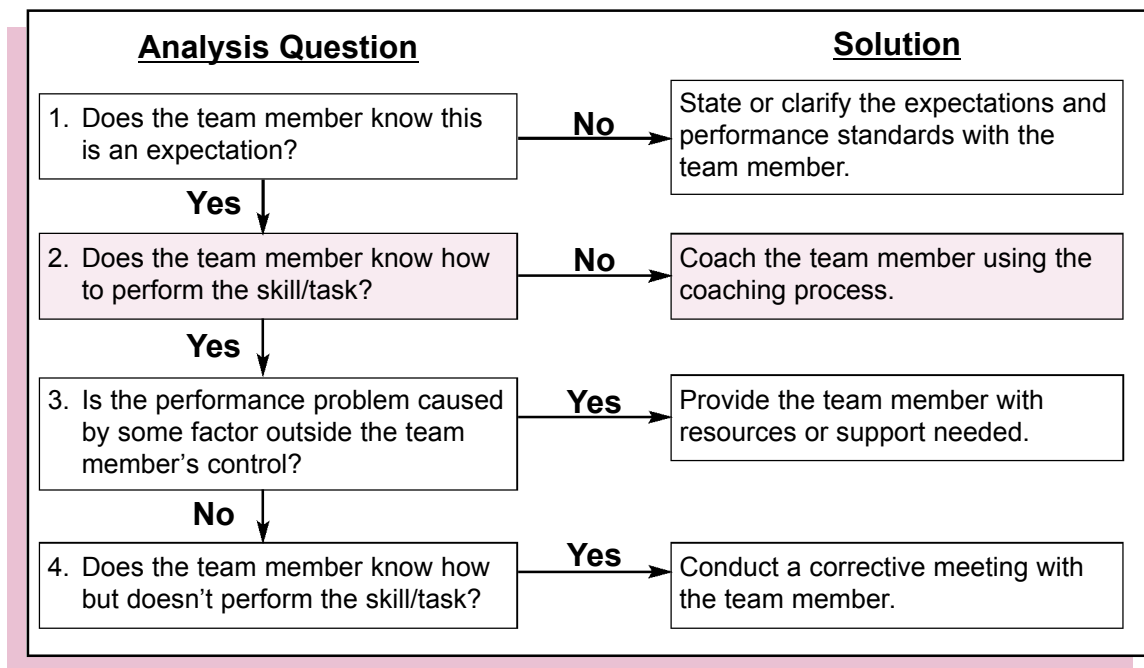 Analysis Question
Solution
1. Does the team member know this
is an expectation?
No
State or clarify the expectations and
performance standards with the
team member.
Yes
2. Does the team member know how
to perform the skill/task?
No
Coach the team member using the
coaching process.
Yes
3. Is the performance problem caused
by some factor outside the team
member’s control?
Yes
Provide the team member with
resources or support needed.
No
4. Does the team member know how
but doesn’t perform the skill/task?
Yes
Conduct a corrective meeting with
the team member.